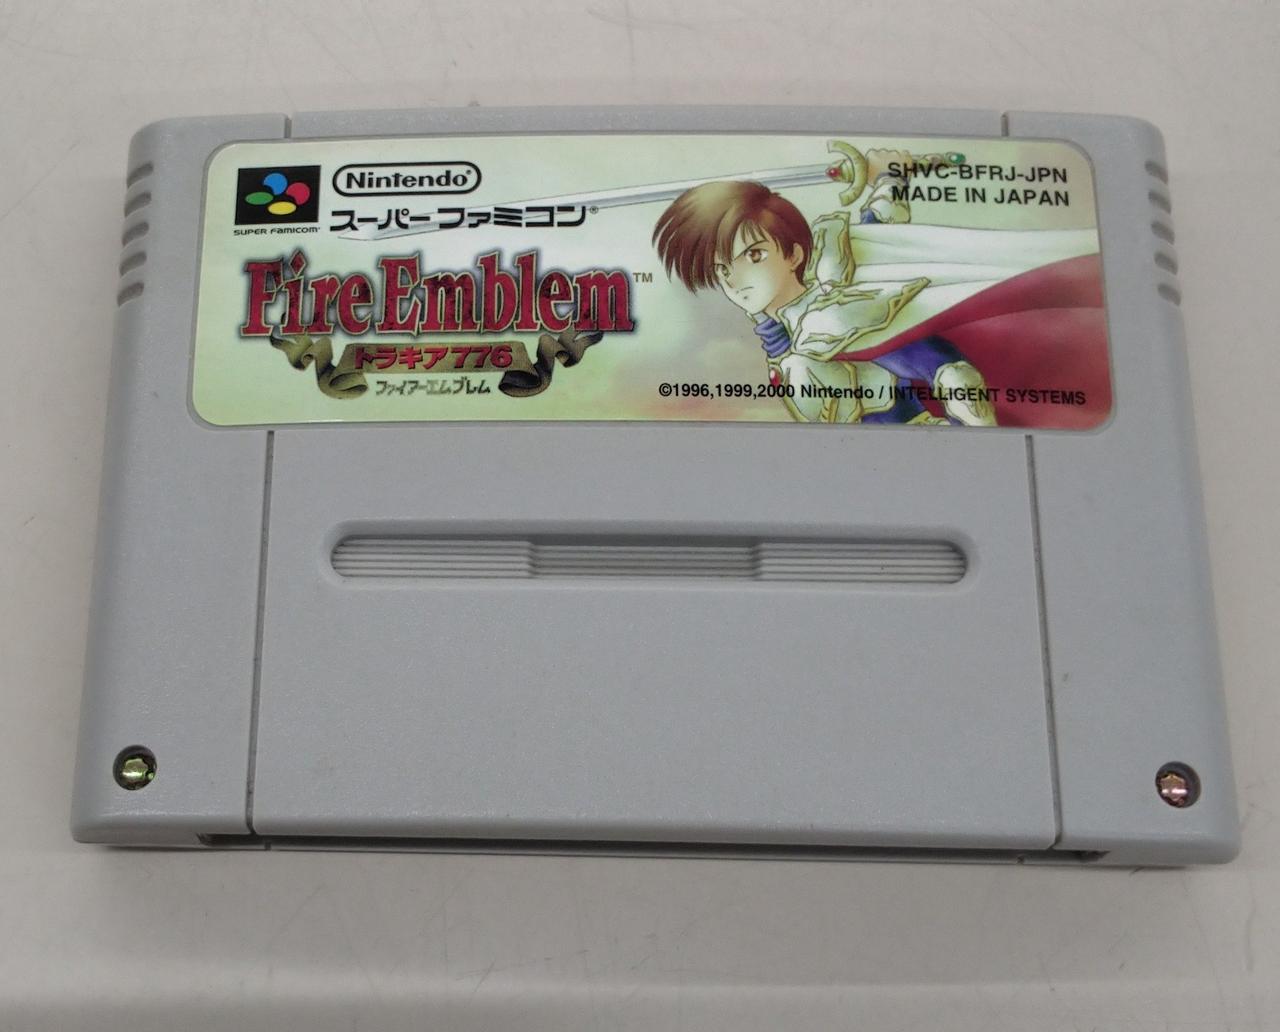 Nintendo®
SUPER FAMICOM
スーパーファミコン®
SHVC-BFRJ-JPN
MADE IN JAPAN
Fire Emblem™
トラキア776
ファイアーエムブレム
©1996,1999,2000 Nintendo / INTELLIGENT SYSTEMS